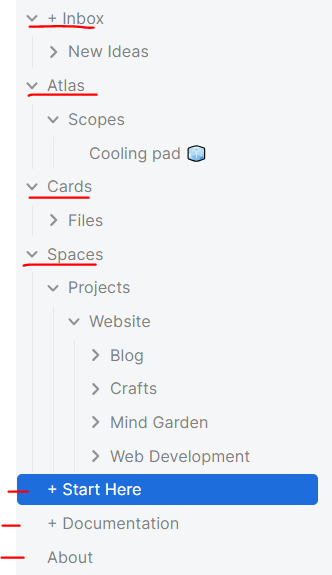 + Inbox
New Ideas
Atlas
Scopes
Cooling pad 🧊
Cards
Files
Spaces
Projects
Website
Blog
Crafts
Mind Garden
Web Development
+ Start Here
+ Documentation
About